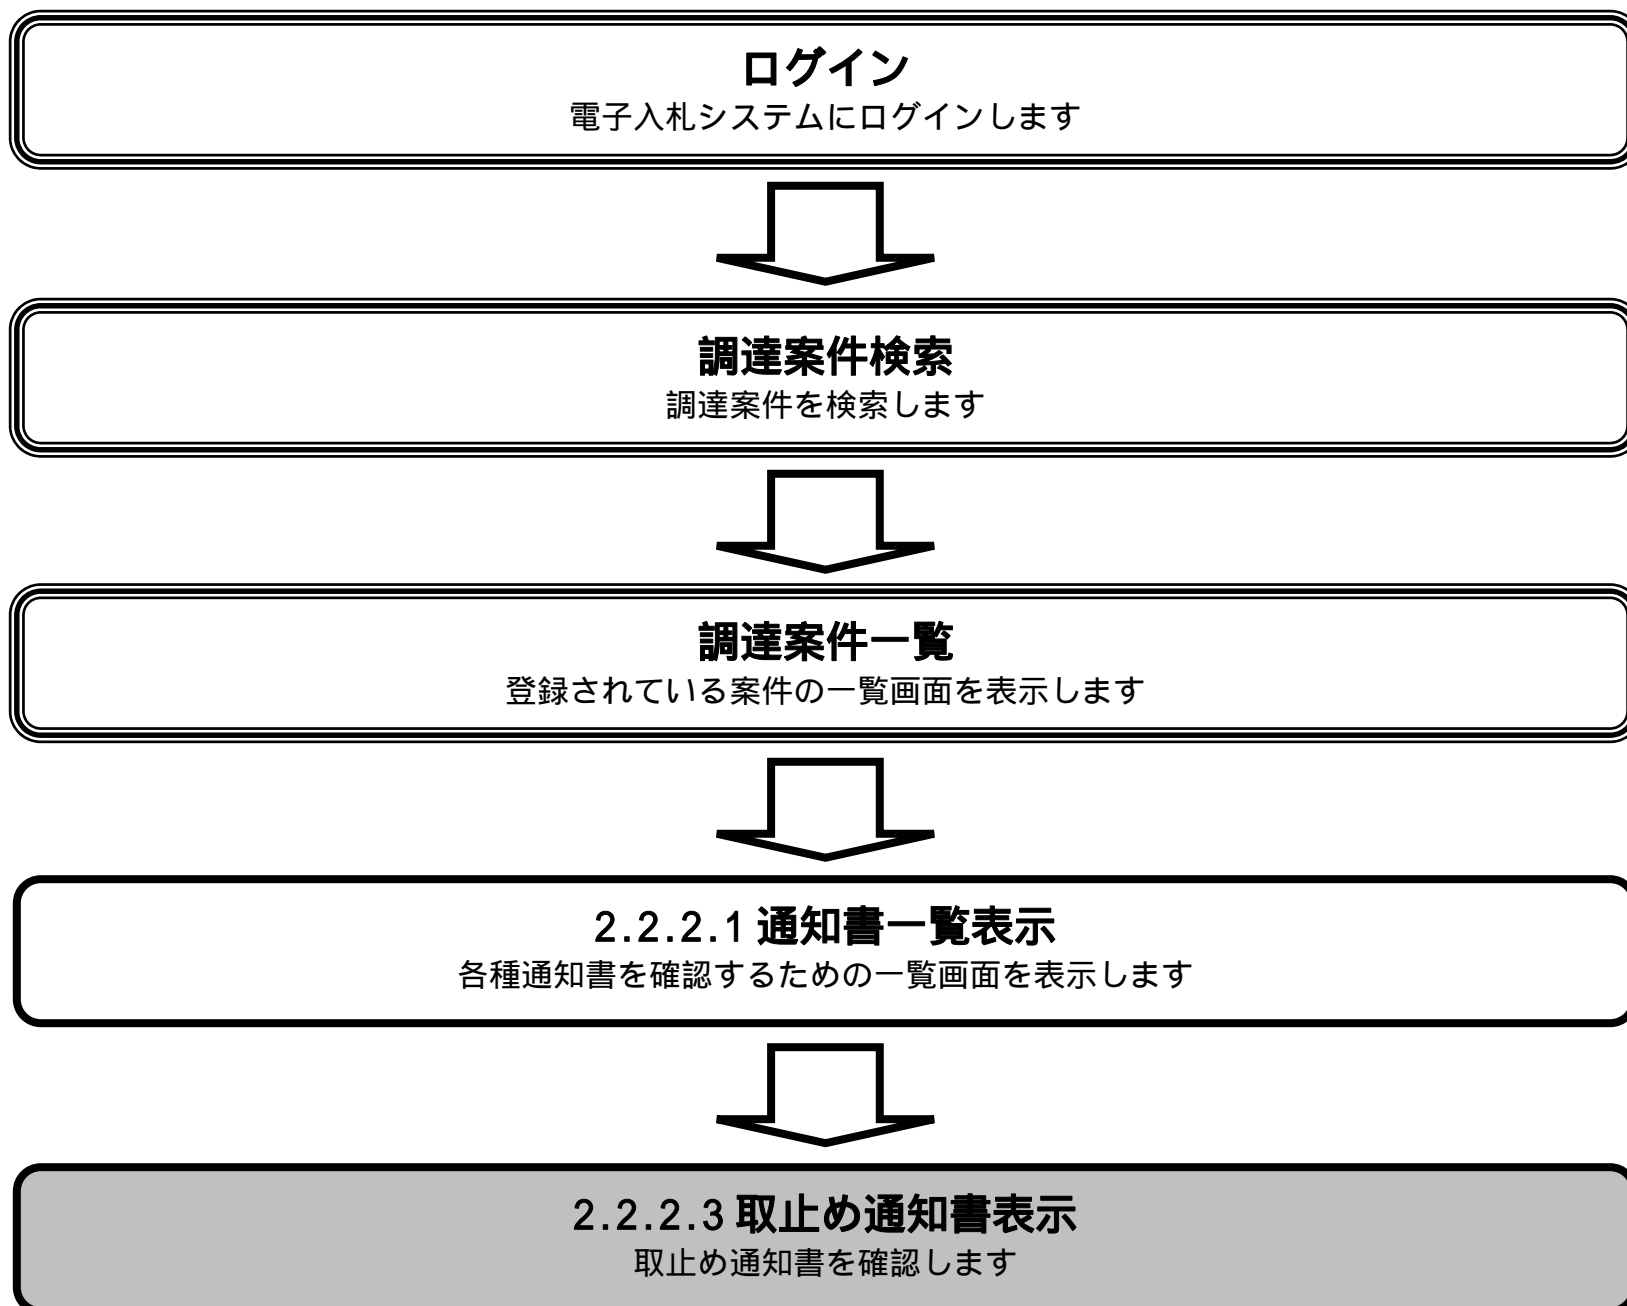 ログイン
電子入札システムにログインします
調達案件検索
調達案件を検索します
調達案件一覧
登録されている案件の一覧画面を表示します
2.2.2.1 通知書一覧表示
各種通知書を確認するための一覧画面を表示します
2.2.2.3 取止め通知書表示
取止め通知書を確認します